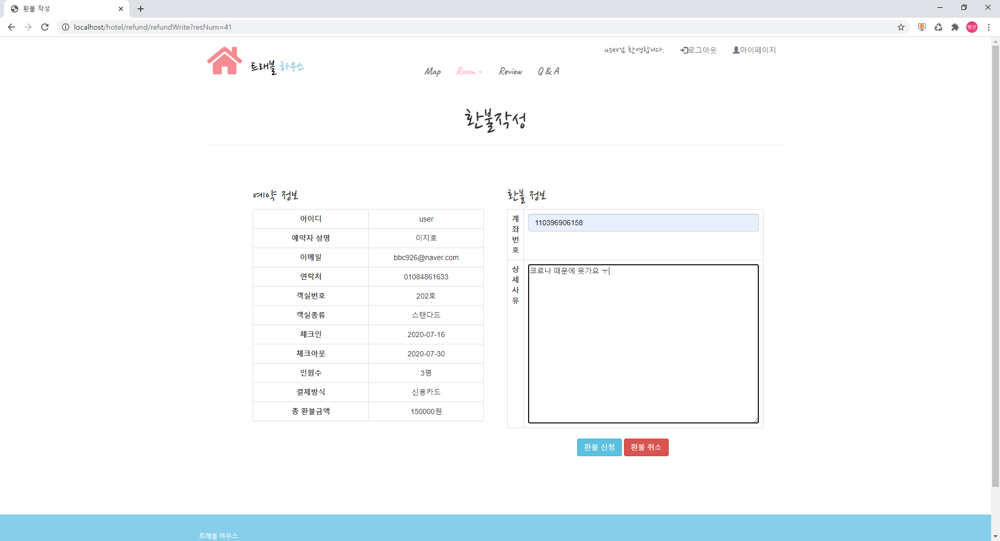 환불 작성
localhost/hotel/refund/refundWrite?resNum=41
병신
user님 환영합니다. 로그아웃 마이페이지
트래블 하우스
Map Room Review Q & A
환불작성
예약 정보
아이디 user
예약자 성명 이지호
이메일 bbc926@naver.com
연락처 01084861633
객실번호 202호
객실종류 스탠다드
체크인 2020-07-16
체크아웃 2020-07-30
인원수 3명
결제방식 신용카드
총 환불금액 150000원
환불 정보
계좌번호 110396906158
상세사유 코로나 때문에 못가요 ㅜ
환불 신청 환불 취소
트래블 하우스